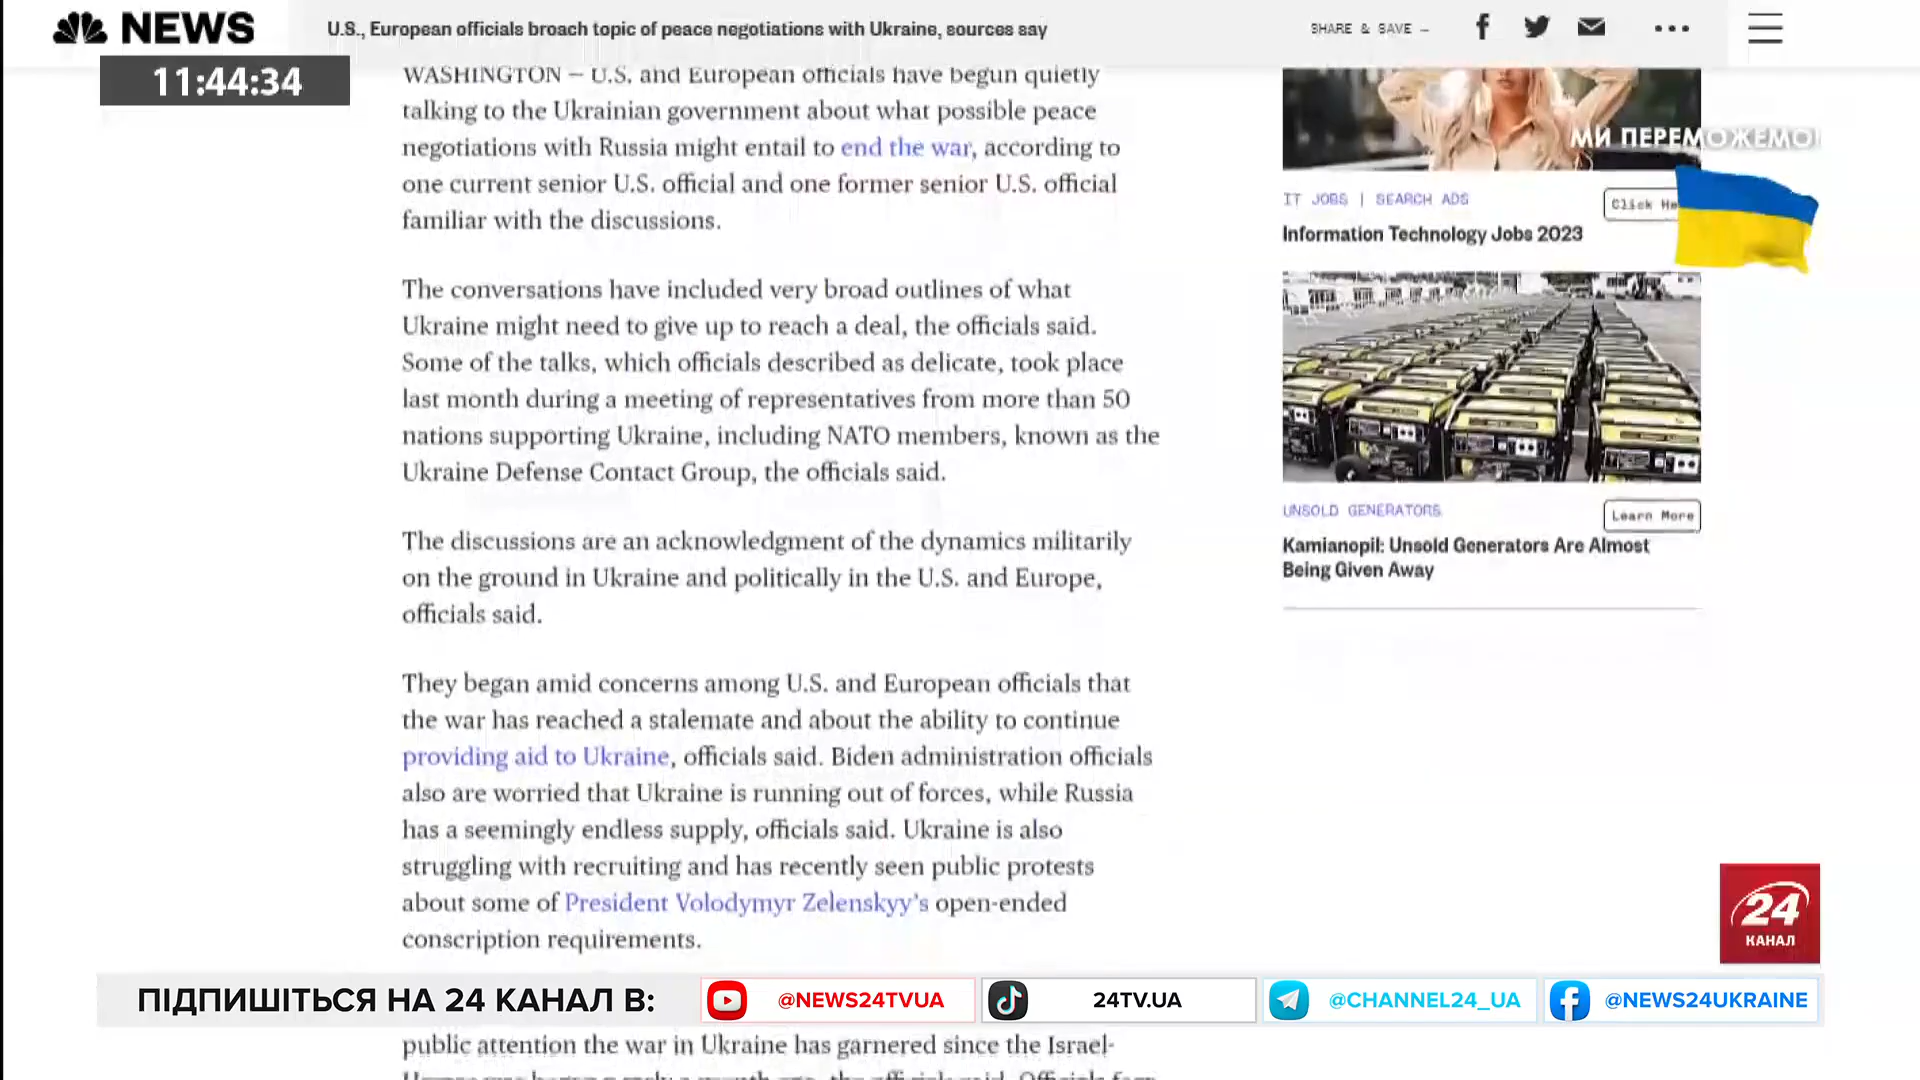 NEWS
U.S., European officials broach topic of peace negotiations with Ukraine, sources say
SHARE & SAVE —
11:44:34
WASHINGTON — U.S. and European officials have begun quietly
talking to the Ukrainian government about what possible peace
negotiations with Russia might entail to end the war, according to
one current senior U.S. official and one former senior U.S. official
familiar with the discussions.
The conversations have included very broad outlines of what
Ukraine might need to give up to reach a deal, the officials said.
Some of the talks, which officials described as delicate, took place
last month during a meeting of representatives from more than 50
nations supporting Ukraine, including NATO members, known as the
Ukraine Defense Contact Group, the officials said.
The discussions are an acknowledgment of the dynamics militarily
on the ground in Ukraine and politically in the U.S. and Europe,
officials said.
They began amid concerns among U.S. and European officials that
the war has reached a stalemate and about the ability to continue
providing aid to Ukraine, officials said. Biden administration officials
also are worried that Ukraine is running out of forces, while Russia
has a seemingly endless supply, officials said. Ukraine is also
struggling with recruiting and has recently seen public protests
about some of President Volodymyr Zelenskyy's open-ended
conscription requirements.
public attention the war in Ukraine has garnered since the Israel-
МИ ПЕРЕМОЖЕМО!
IT JOBS | SEARCH ADS
Click He
Information Technology Jobs 2023
UNSOLD GENERATORS
Learn More
Kamianopil: Unsold Generators Are Almost
Being Given Away
24
КАНАЛ
ПІДПИШІТЬСЯ НА 24 КАНАЛ В:
@NEWS24TVUA
24TV.UA
@CHANNEL24_UA
@NEWS24UKRAINE